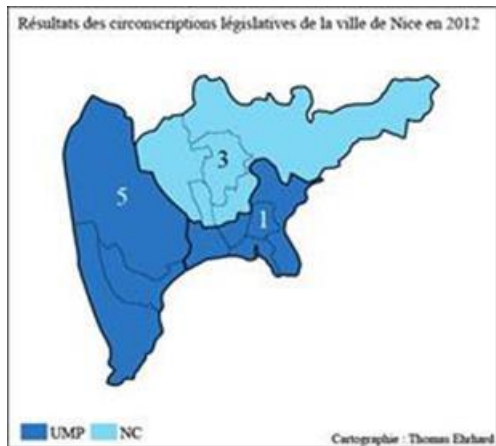 Résultats des circonscriptions législatives de la ville de Nice en 2012
3
5
1
UMP NC
Cartographie : Thomas Ehrhard